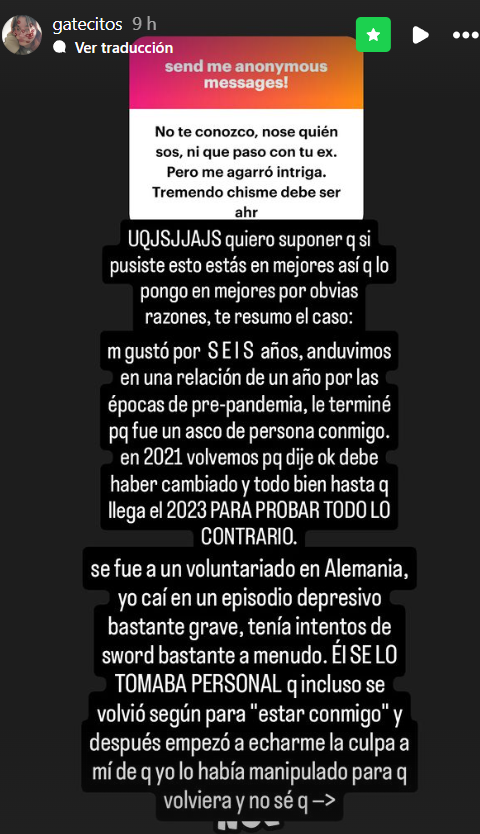 gatecitos 9 h
Ver traducción
send me anonymous
messages!
No te conozco, nose quién
sos, ni que paso con tu ex.
Pero me agarró intriga.
Tremendo chisme debe ser
ahr
UQJSJJAJS quiero suponer q si
pusiste esto estás en mejores así q lo
pongo en mejores por obvias
razones, te resumo el caso:
m gustó por S E I S años, anduvimos
en una relación de un año por las
épocas de pre-pandemia, le terminé
pq fue un asco de persona conmigo.
en 2021 volvemos pq dije ok debe
haber cambiado y todo bien hasta q
llega el 2023 PARA PROBAR TODO LO
CONTRARIO.
se fue a un voluntariado en Alemania,
yo caí en un episodio depresivo
bastante grave, tenía intentos de
sword bastante a menudo. ÉL SE LO
TOMABA PERSONAL q incluso se
volvió según para "estar conmigo" y
después empezó a echarme la culpa a
mí de q yo lo había manipulado para q
volviera y no sé q —>